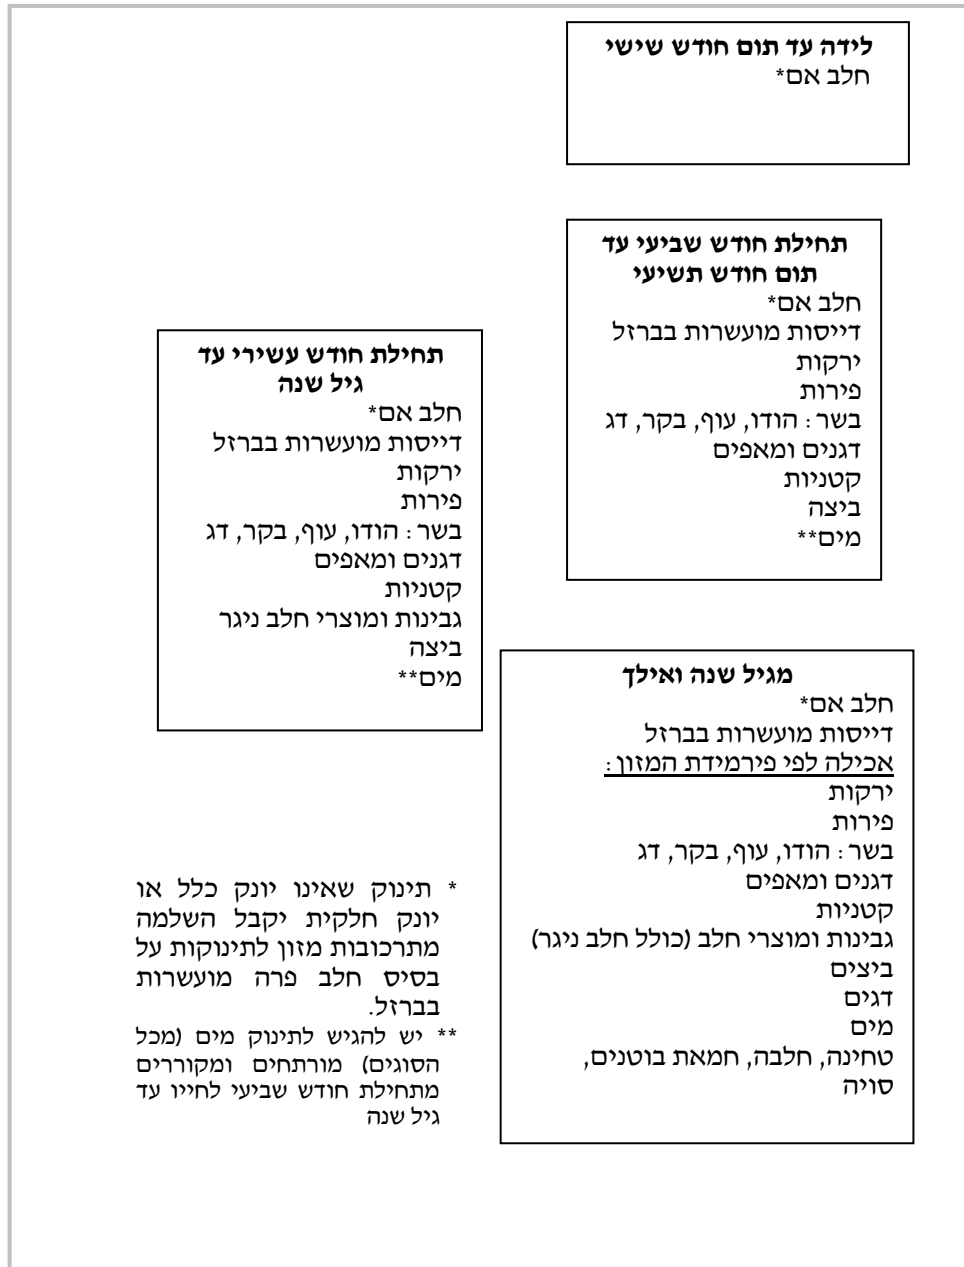 לידה עד תום חודש שישי
חלב אם*
תחילת חודש שביעי עד
תום חודש תשיעי
חלב אם*
דייסות מועשרות בברזל
ירקות
פירות
בשר: הודו, עוף, בקר, דג
דגנים ומאפים
קטניות
ביצה
מים**
תחילת חודש עשירי עד
גיל שנה
חלב אם*
דייסות מועשרות בברזל
ירקות
פירות
בשר: הודו, עוף, בקר, דג
דגנים ומאפים
קטניות
גבינות ומוצרי חלב ניגר
ביצה
מים**
מגיל שנה ואילך
חלב אם*
דייסות מועשרות בברזל
אכילה לפי פירמידת המזון:
ירקות
פירות
בשר: הודו, עוף, בקר, דג
דגנים ומאפים
קטניות
גבינות ומוצרי חלב (כולל חלב ניגר)
ביצים
דגים
מים
טחינה, חלבה, חמאת בוטנים,
סויה
* תינוק שאינו יונק כלל או
יונק חלקית יקבל השלמה
מתרכובות מזון לתינוקות על
בסיס חלב פרה מועשרות
בברזל.
** יש להגיש לתינוק מים (מכל
הסוגים) מורתחים ומקוררים
מתחילת חודש שביעי לחייו עד
גיל שנה